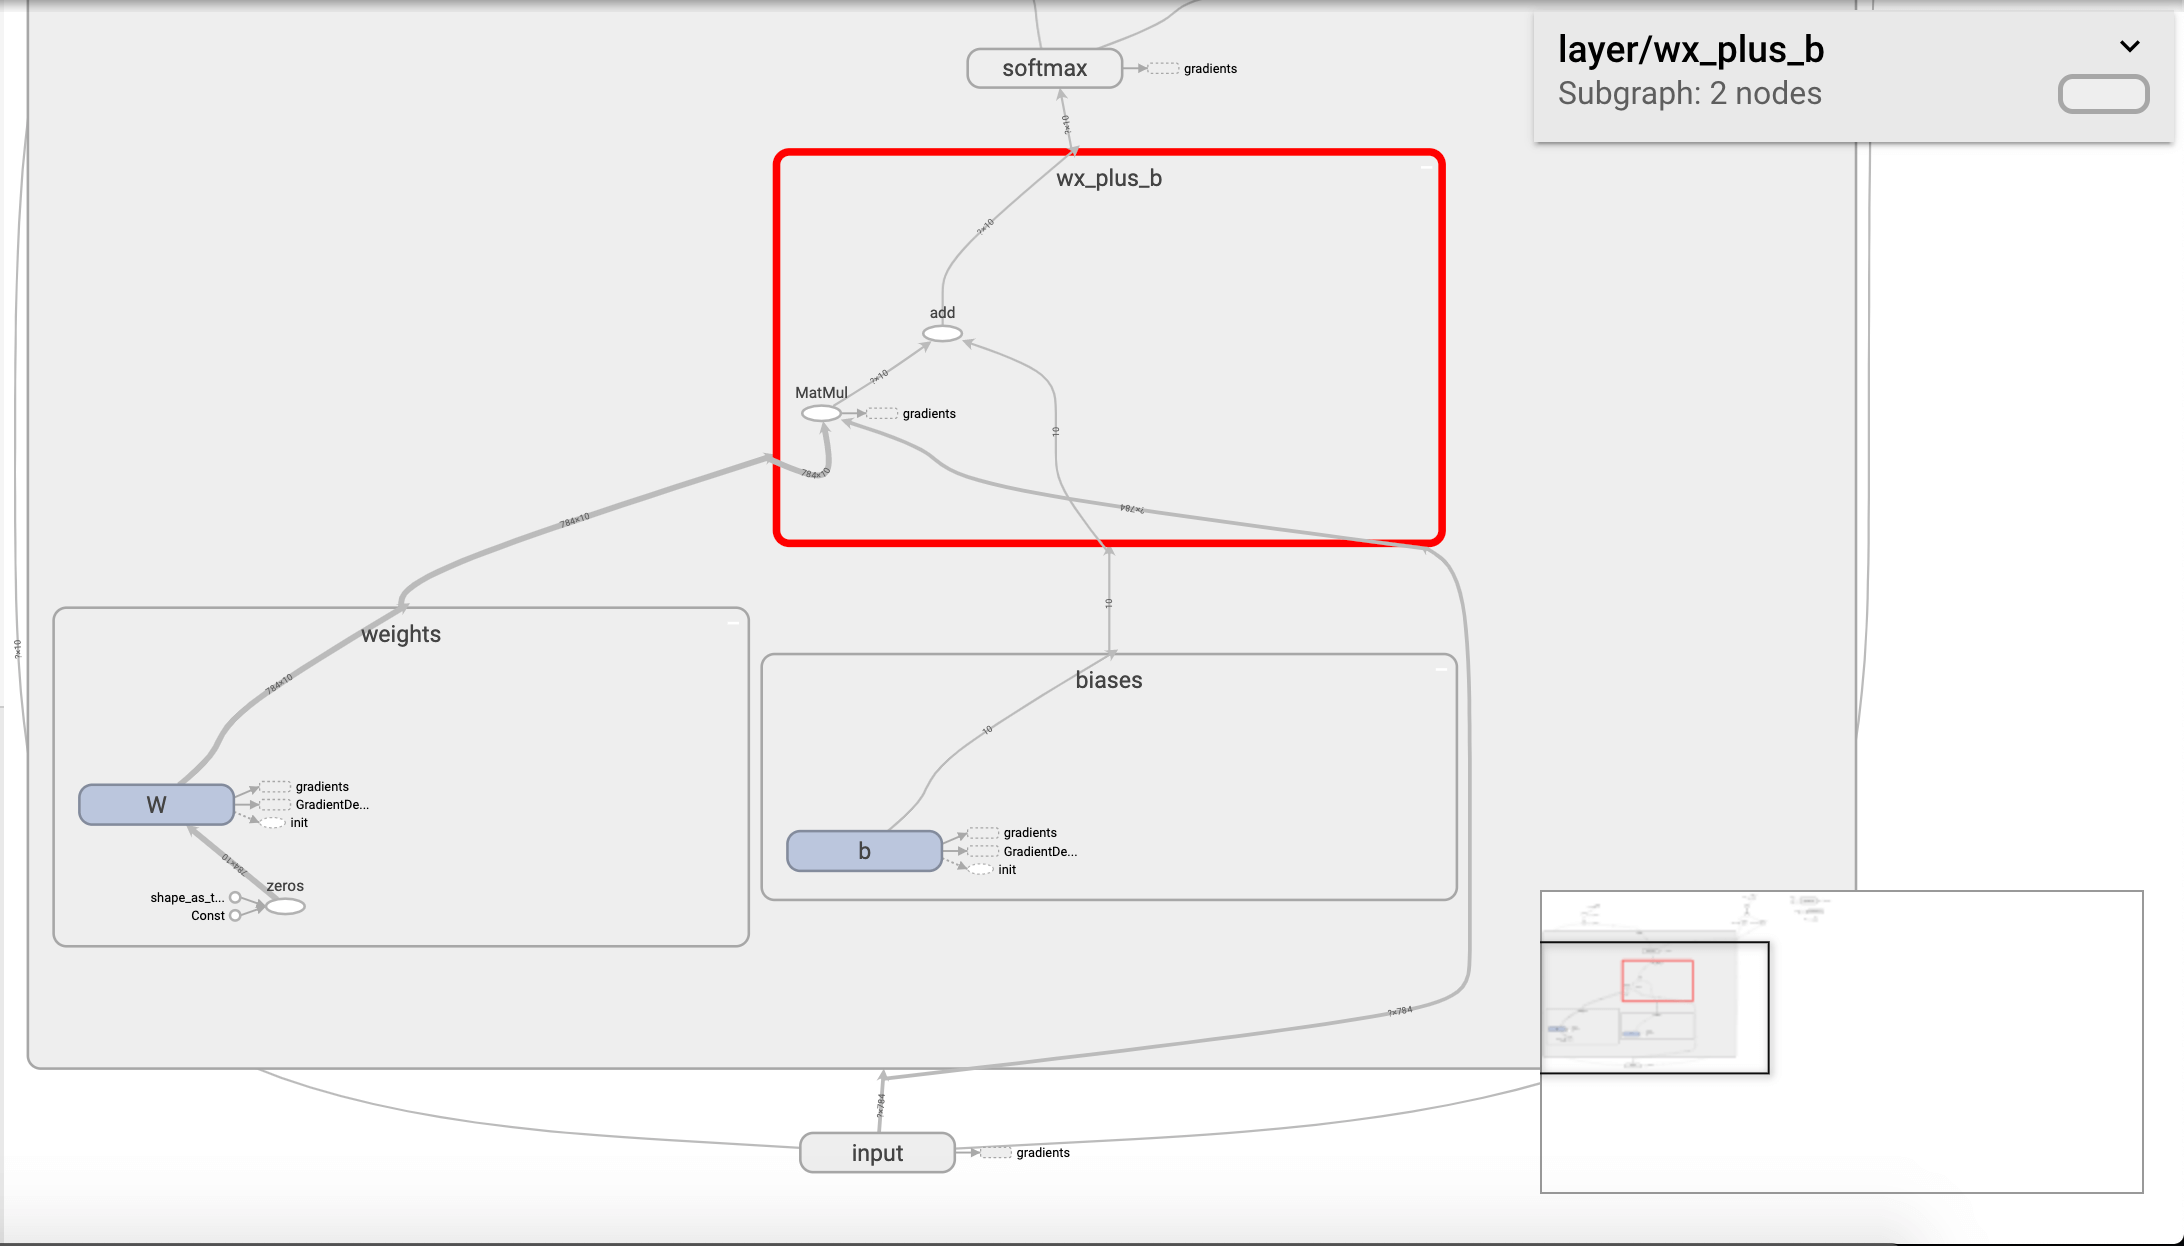 softmax
gradients
layer/wx_plus_b
Subgraph: 2 nodes
?×10
wx_plus_b
?×10
add
?×10
MatMul
gradients
10
784×10
?×784
784×10
10
weights
?×10
784×10
biases
10
W
gradients
GradientDe...
init
b
gradients
GradientDe...
init
784×10
zeros
shape_as_t...
Const
?×784
?×784
input
gradients